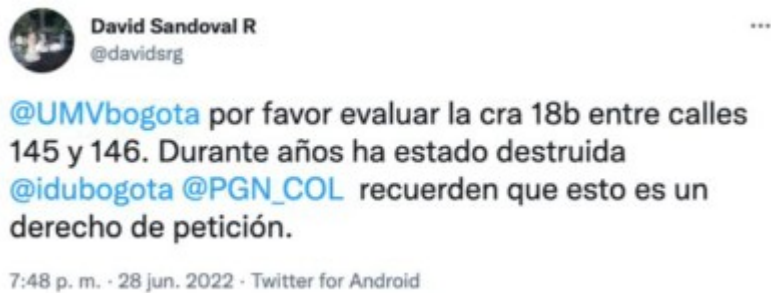 David Sandoval R
@davidsrg
@UMVbogota por favor evaluar la cra 18b entre calles
145 y 146. Durante años ha estado destruida
@idubogota @PGN_COL recuerden que esto es un
derecho de petición.
7:48 p. m. · 28 jun. 2022 · Twitter for Android